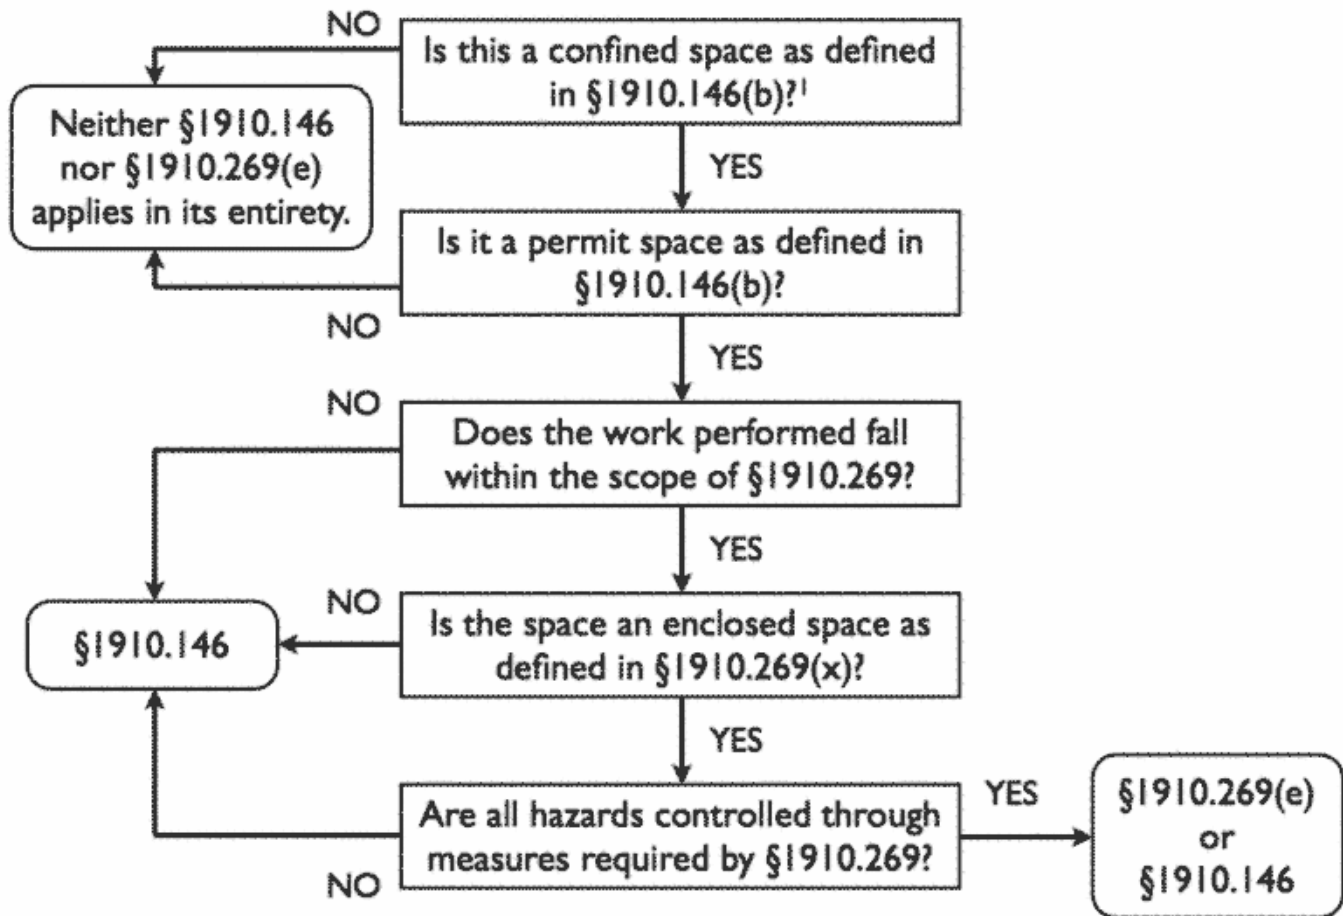 NO
Is this a confined space as defined
in §1910.146(b)?¹
Neither §1910.146
nor §1910.269(e)
applies in its entirety.
YES
Is it a permit space as defined in
§1910.146(b)?
NO
YES
NO
Does the work performed fall
within the scope of §1910.269?
YES
NO
Is the space an enclosed space as
defined in §1910.269(x)?
§1910.146
YES
Are all hazards controlled through
measures required by §1910.269?
YES
§1910.269(e)
or
§1910.146
NO